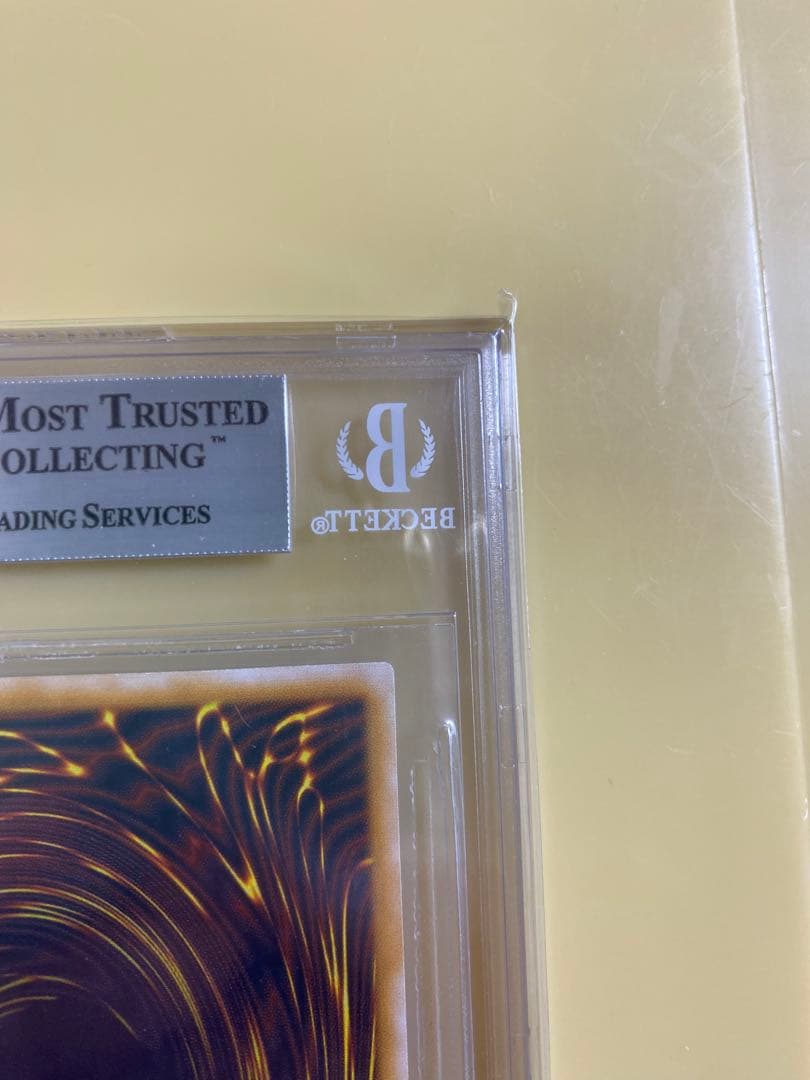 MOST TRUSTED
OLLECTING™
ADING SERVICES
B
BECKETT®